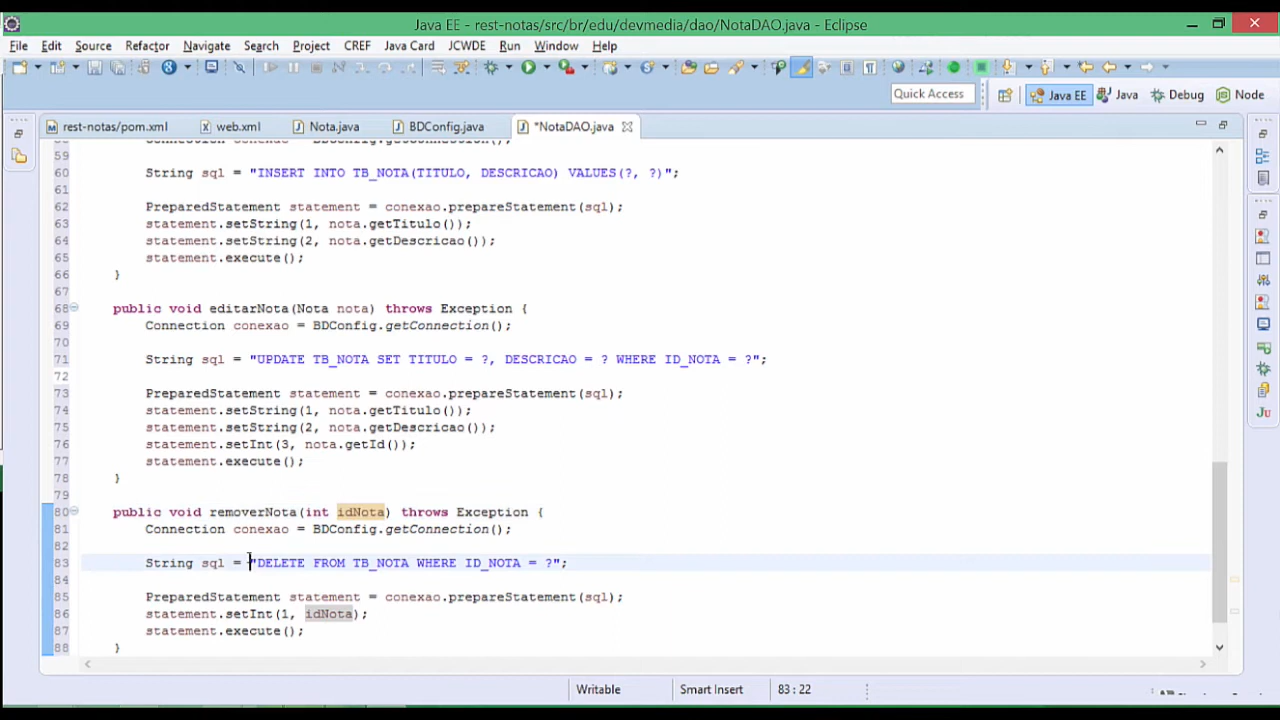 Java EE - rest-notas/src/br/edu/devmedia/dao/NotaDAO.java - Eclipse
File Edit Source Refactor Navigate Search Project CREF Java Card JCWDE Run Window Help
Quick Access Java EE Java Debug Node
rest-notas/pom.xml web.xml Nota.java BDConfig.java *NotaDAO.java
59
60 String sql = "INSERT INTO TB_NOTA(TITULO, DESCRICAO) VALUES(?, ?)";
61
62 PreparedStatement statement = conexao.prepareStatement(sql);
63 statement.setString(1, nota.getTitulo());
64 statement.setString(2, nota.getDescricao());
65 statement.execute();
66 }
68 public void editarNota(Nota nota) throws Exception {
69 Connection conexao = BDConfig.getConnection();
70
71 String sql = "UPDATE TB_NOTA SET TITULO = ?, DESCRICAO = ? WHERE ID_NOTA = ?";
72
73 PreparedStatement statement = conexao.prepareStatement(sql);
74 statement.setString(1, nota.getTitulo());
75 statement.setString(2, nota.getDescricao());
76 statement.setInt(3, nota.getId());
77 statement.execute();
78 }
79
80 public void removerNota(int idNota) throws Exception {
81 Connection conexao = BDConfig.getConnection();
82
83 String sql = "DELETE FROM TB_NOTA WHERE ID_NOTA = ?";
84
85 PreparedStatement statement = conexao.prepareStatement(sql);
86 statement.setInt(1, idNota);
87 statement.execute();
88 }
Writable Smart Insert 83 : 22